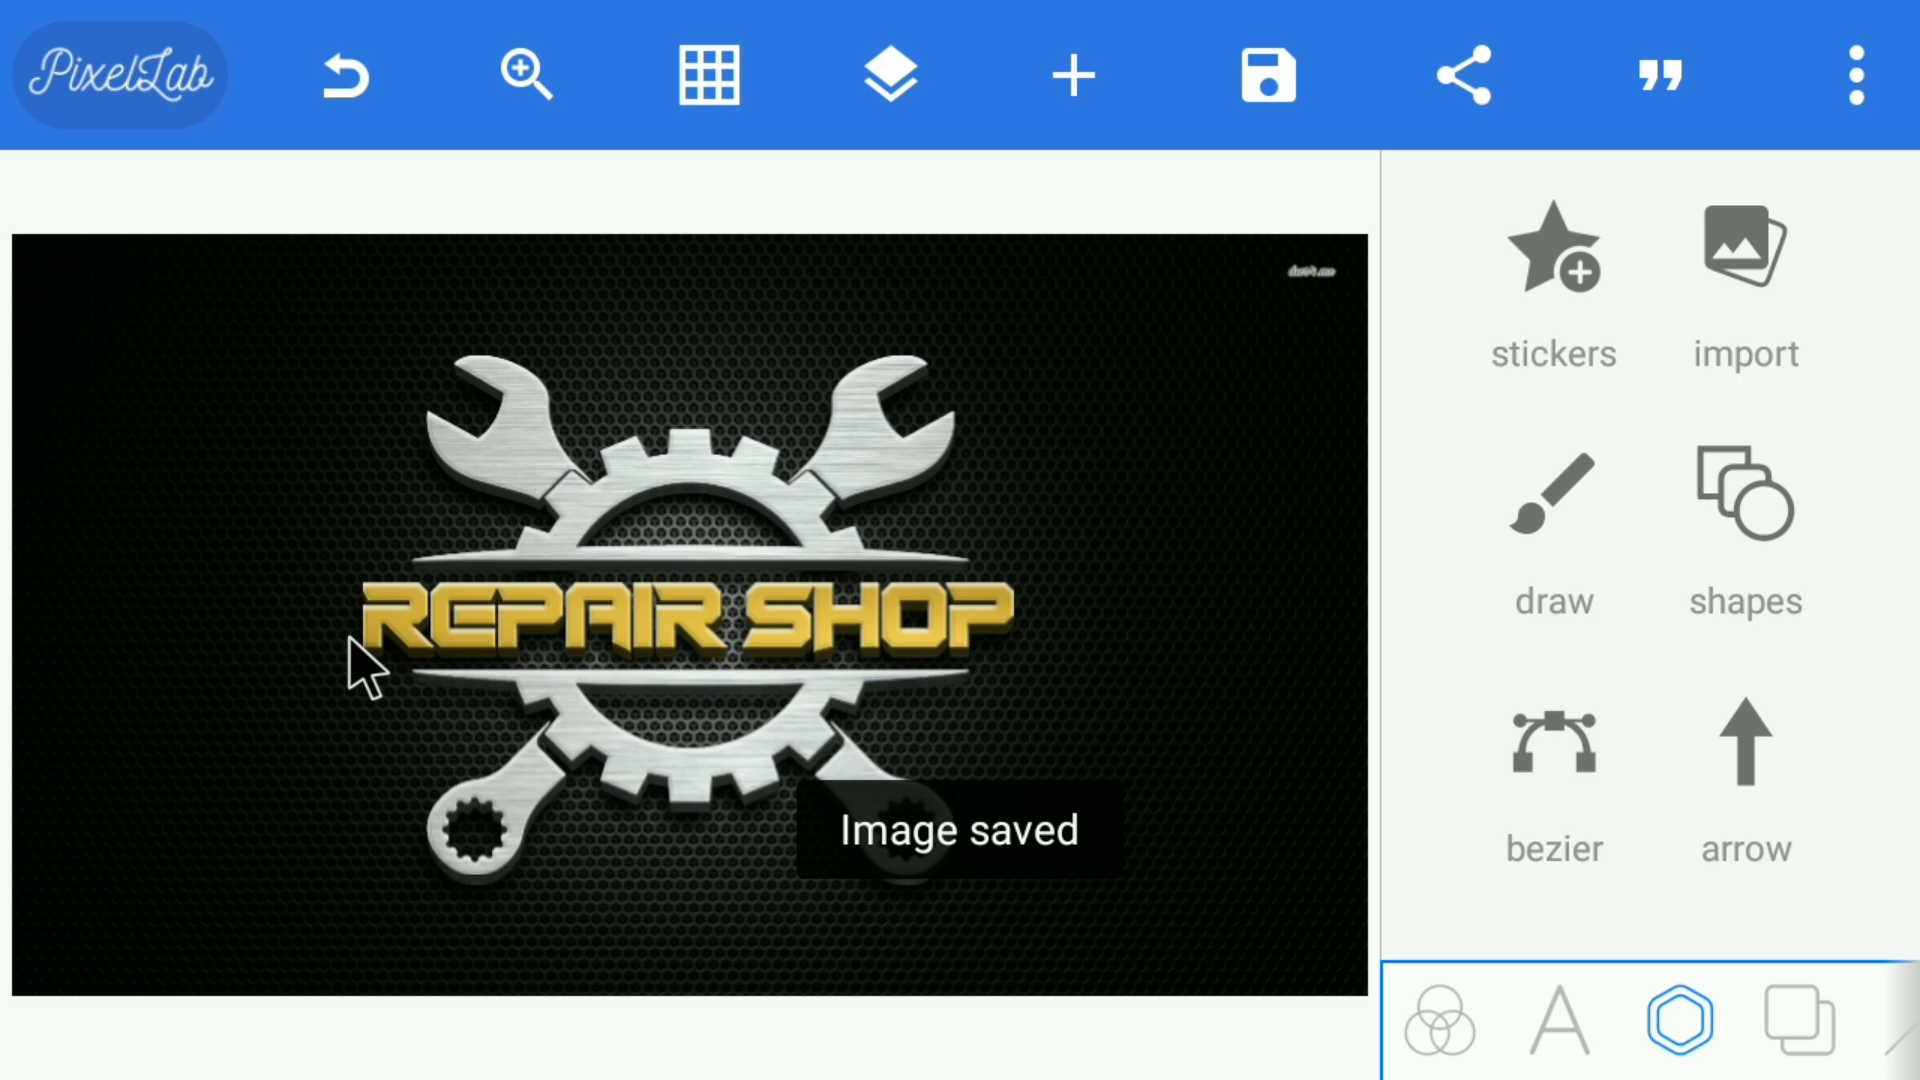 PixelLab
stickers
import
REPAIR SHOP
draw
shapes
Image saved
bezier
arrow